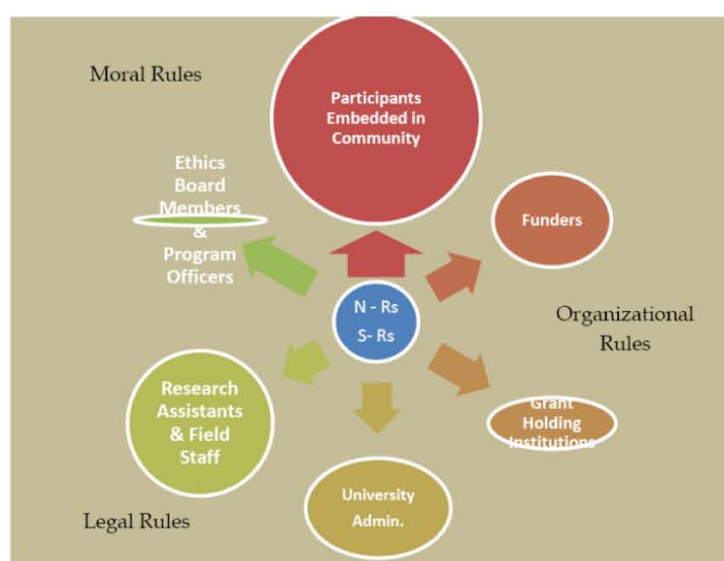 Moral Rules
Participants
Embedded in
Community
Ethics
Board
Members
&
Program
Officers
Funders
N - Rs
S- Rs
Organizational
Rules
Research
Assistants
& Field
Staff
Grant
Holding
Institutions
University
Admin.
Legal Rules